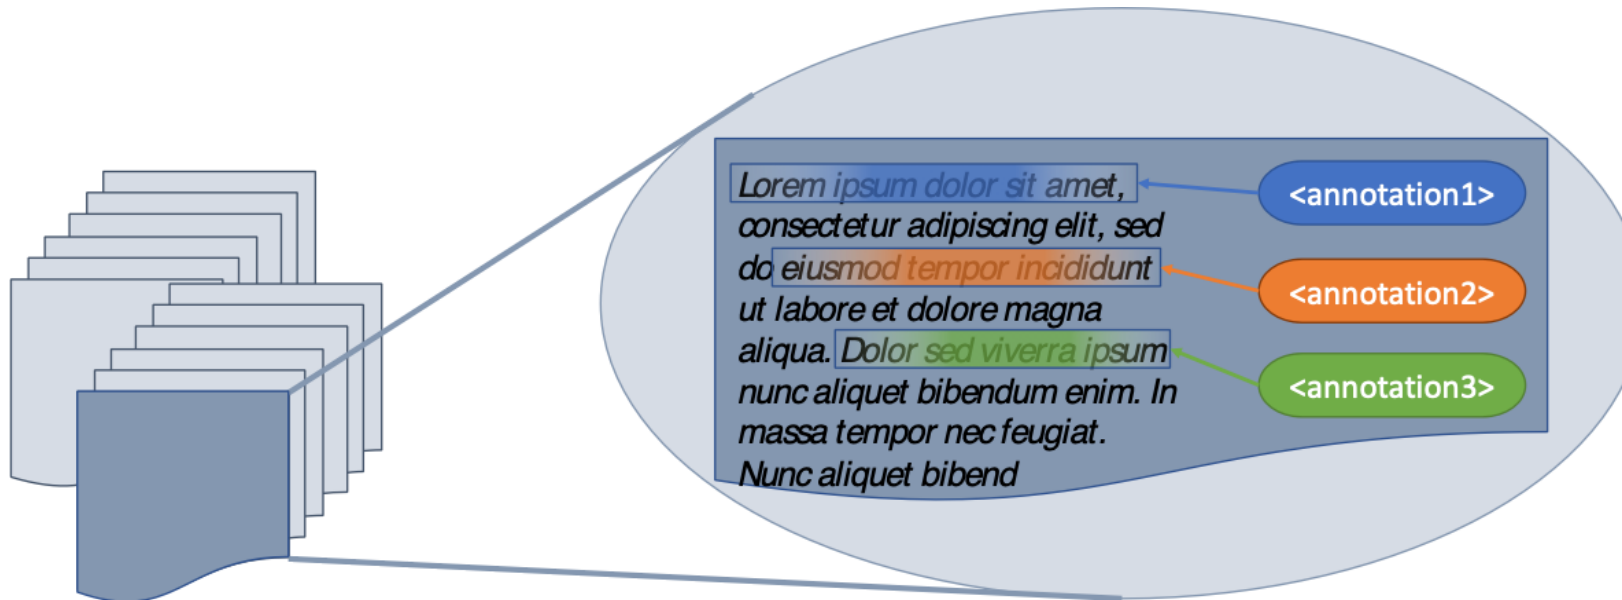 Lorem ipsum dolor sit amet,
consectetur adipiscing elit, sed
do eiusmod tempor incididunt
ut labore et dolore magna
aliqua. Dolor sed viverra ipsum
nunc aliquet bibendum enim. In
massa tempor nec feugiat.
Nunc aliquet bibend
<annotation1>
<annotation2>
<annotation3>